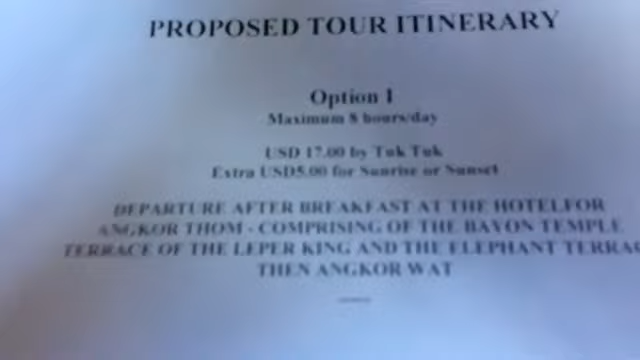 PROPOSED TOUR ITINERARY
Option 1
Maximum 8 hours/day
USD 17.00 by Tuk Tuk
Extra USD5.00 for Sunrise or Sunset
DEPARTURE AFTER BREAKFAST AT THE HOTELFOR
ANGKOR THOM - COMPRISING OF THE BAYON TEMPLE
TERRACE OF THE LEPER KING AND THE ELEPHANT TERRAC
THEN ANGKOR WAT